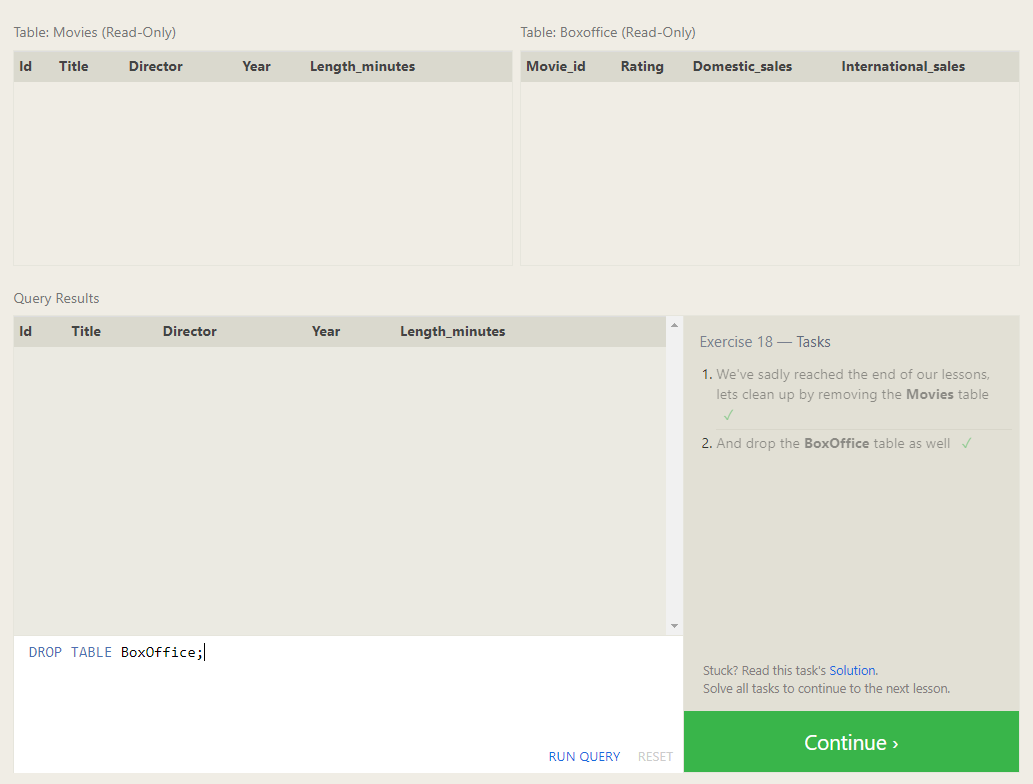 Table: Movies (Read-Only)
Id Title Director Year Length_minutes
Table: Boxoffice (Read-Only)
Movie_id Rating Domestic_sales International_sales
Query Results
Id Title Director Year Length_minutes
Exercise 18 — Tasks
1. We've sadly reached the end of our lessons,
lets clean up by removing the Movies table
✓
2. And drop the BoxOffice table as well ✓
DROP TABLE BoxOffice;
RUN QUERY RESET
Stuck? Read this task's Solution.
Solve all tasks to continue to the next lesson.
Continue ›